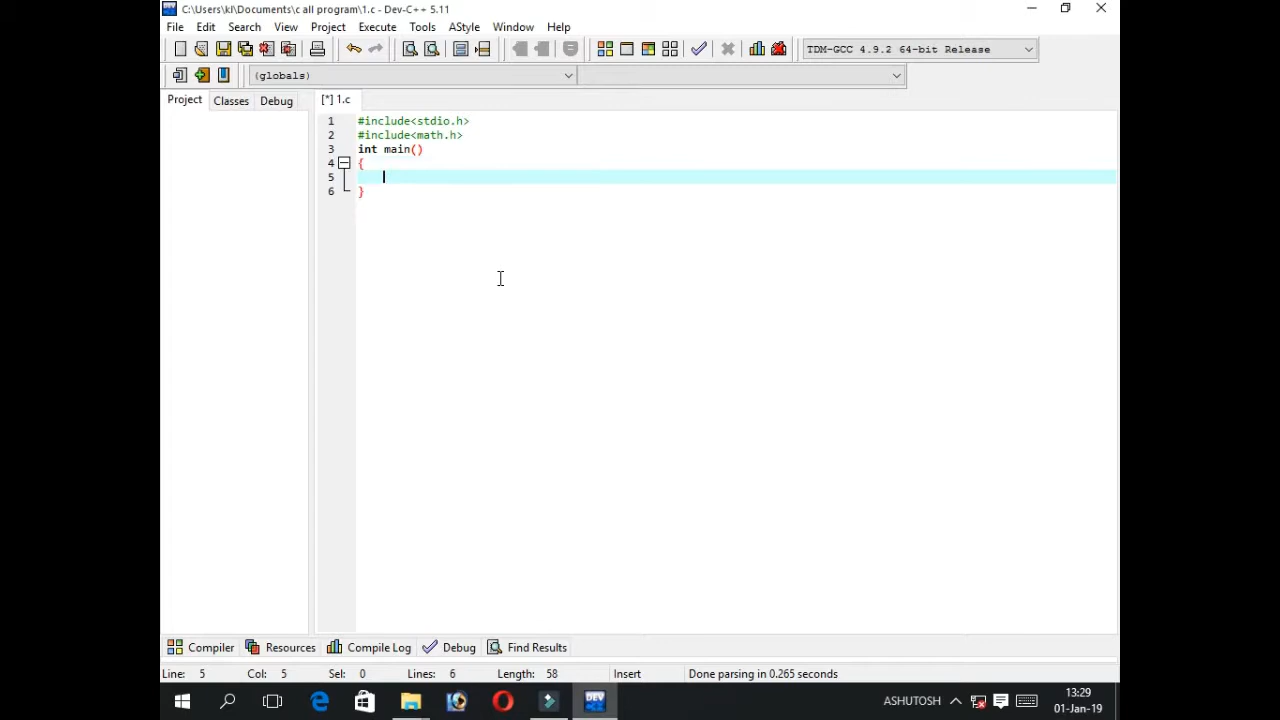 C:\Users\kl\Documents\c all program\1.c - Dev-C++ 5.11
File Edit Search View Project Execute Tools AStyle Window Help
TDM-GCC 4.9.2 64-bit Release
(globals)
Project Classes Debug [*] 1.c
1 #include<stdio.h>
2 #include<math.h>
3 int main()
4 {
5
6 }
Compiler Resources Compile Log Debug Find Results
Line: 5 Col: 5 Sel: 0 Lines: 6 Length: 58 Insert Done parsing in 0.265 seconds
ASHUTOSH 13:29
01-Jan-19